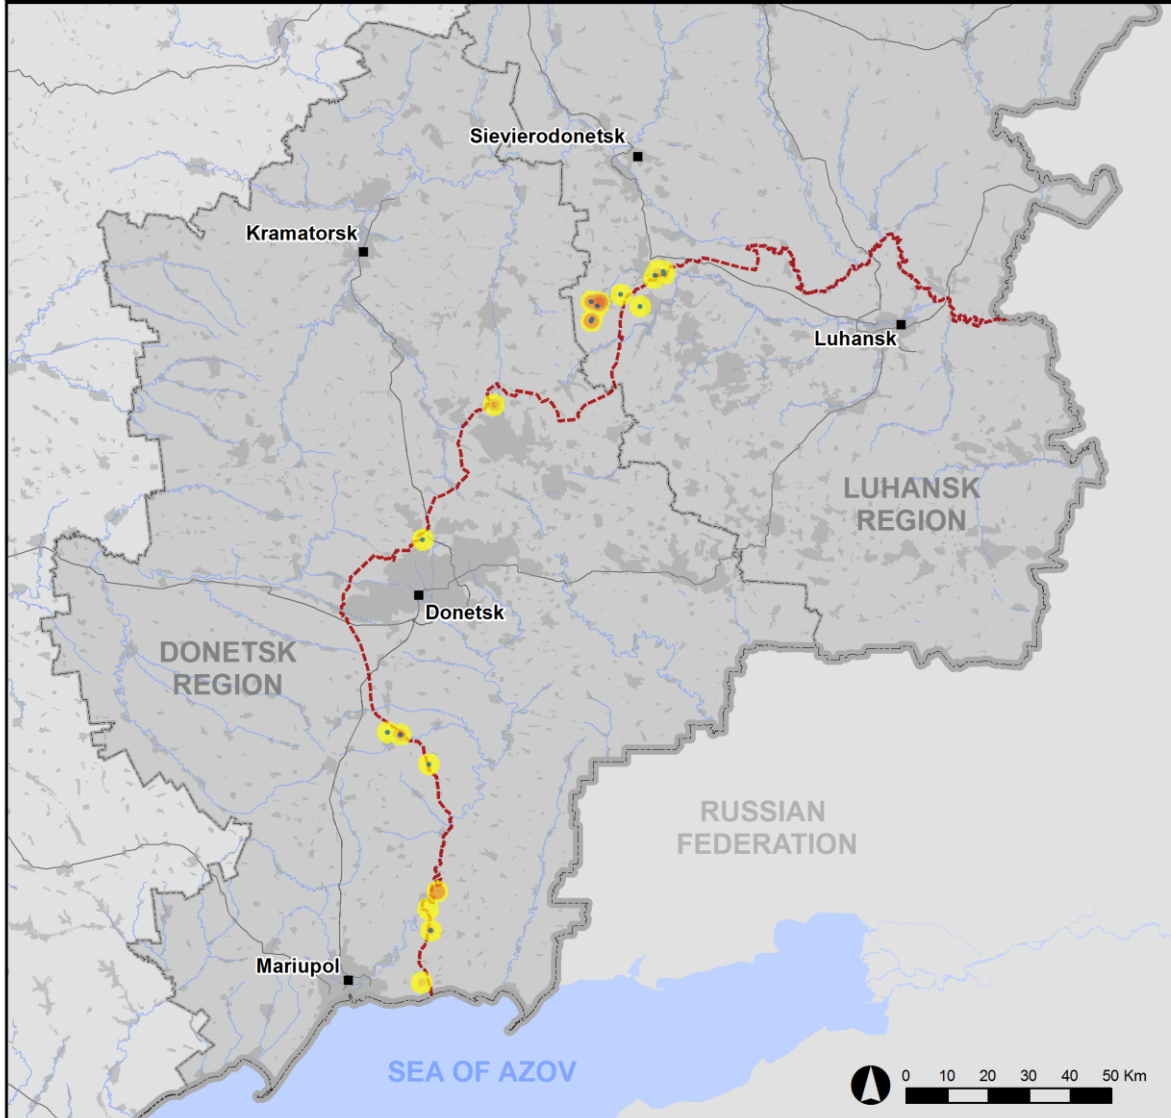 Sievierodonetsk
Kramatorsk
Luhansk
LUHANSK
REGION
Donetsk
DONETSK
REGION
RUSSIAN
FEDERATION
Mariupol
SEA OF AZOV
0 10 20 30 40 50 Km